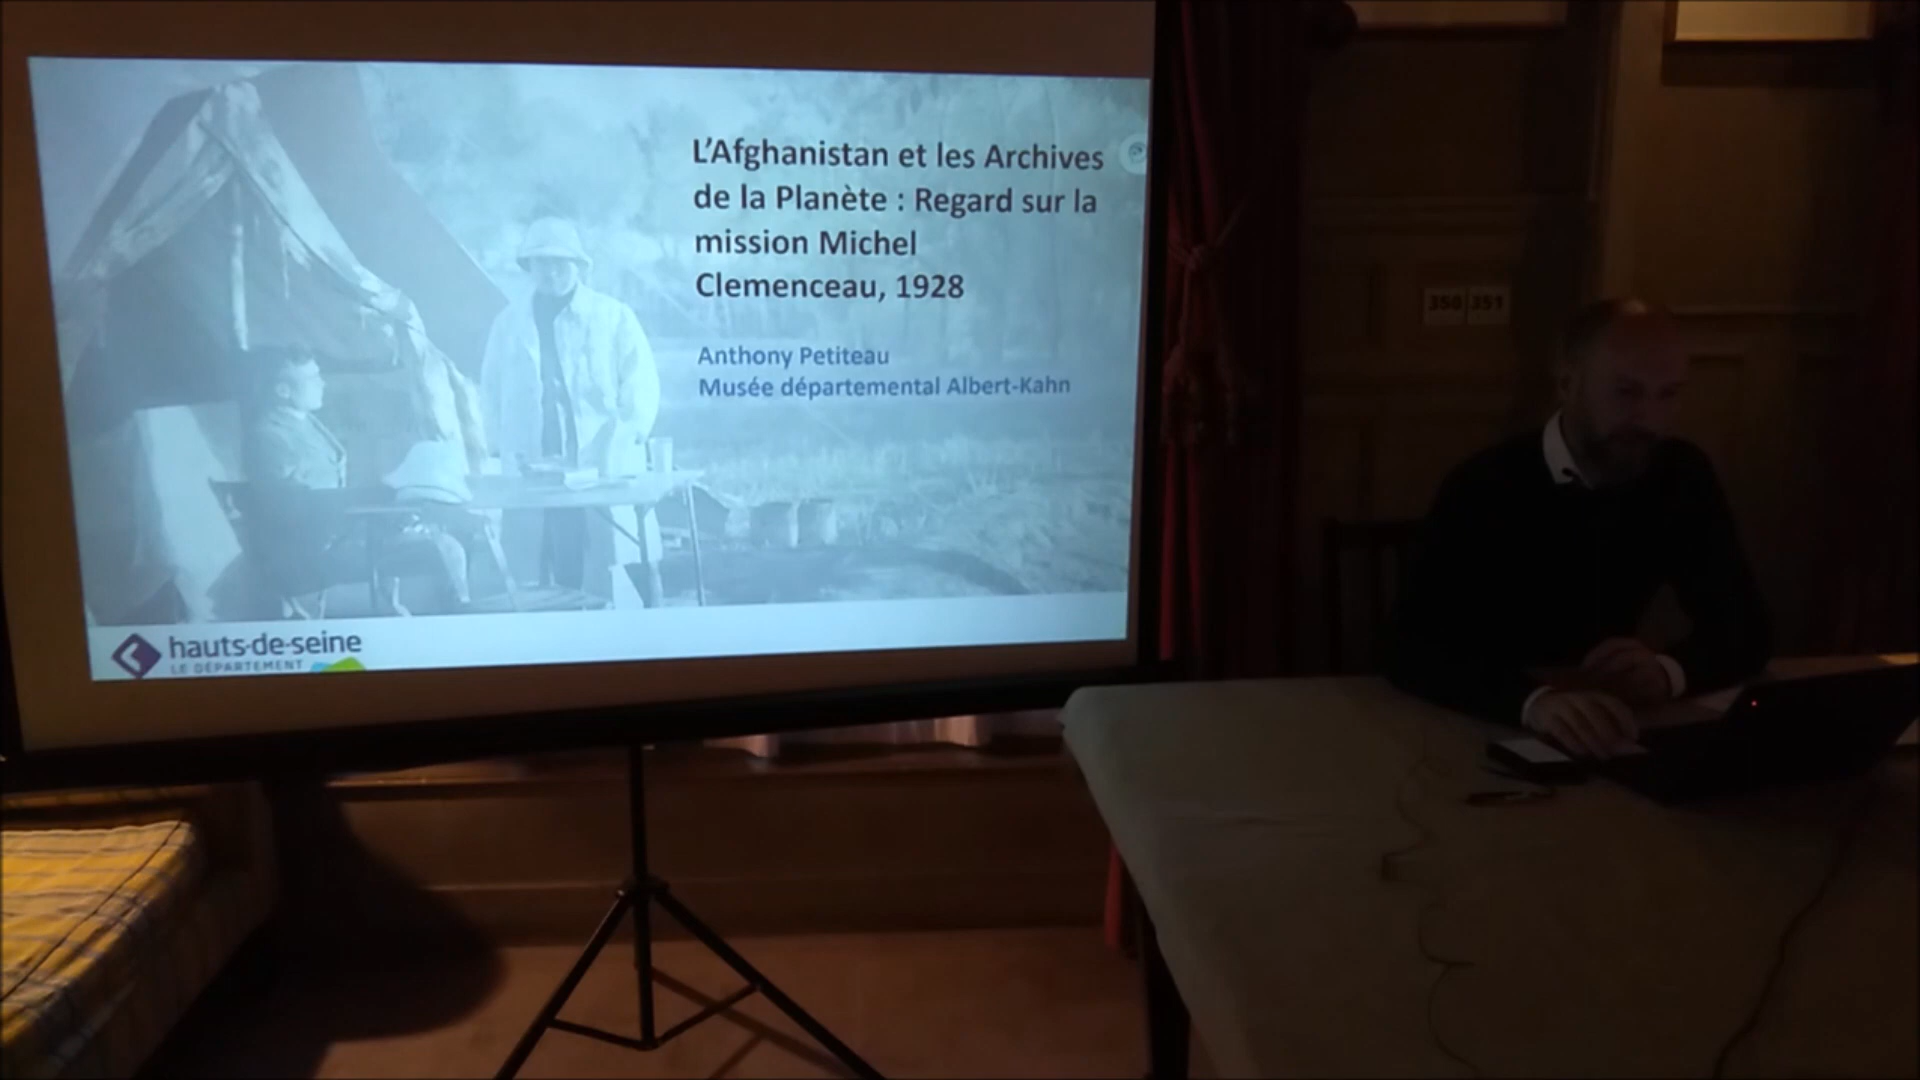 L’Afghanistan et les Archives
de la Planète : Regard sur la
mission Michel
Clemenceau, 1928
Anthony Petiteau
Musée départemental Albert-Kahn
hauts-de-seine
LE DÉPARTEMENT
350 351